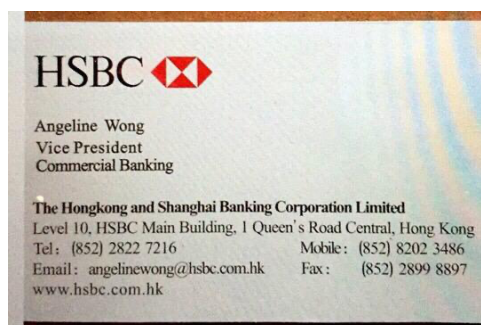 HSBC
Angeline Wong
Vice President
Commercial Banking
The Hongkong and Shanghai Banking Corporation Limited
Level 10, HSBC Main Building, 1 Queen's Road Central, Hong Kong
Tel: (852) 2822 7216 Mobile: (852) 8202 3486
Email: angelinewong@hsbc.com.hk Fax: (852) 2899 8897
www.hsbc.com.hk